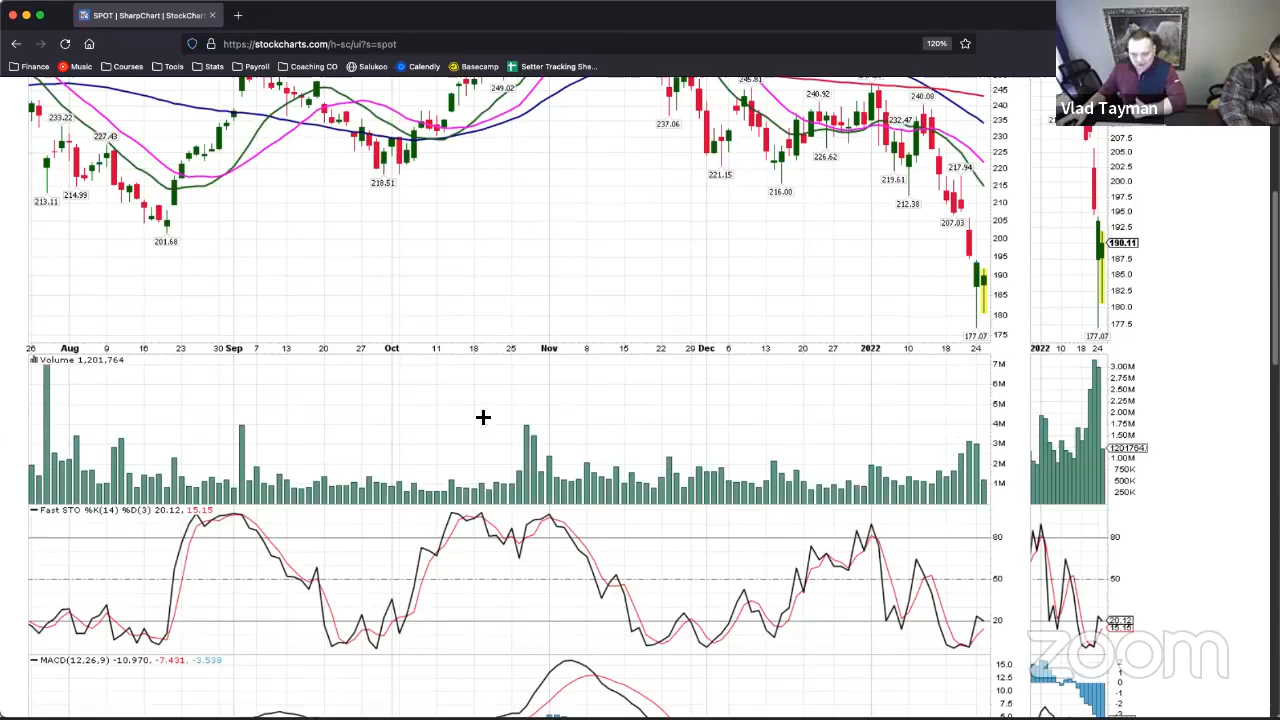 SPOT | SharpChart | StockChart
https://stockcharts.com/h-sc/ui?s=spot
120%
Finance Music Courses Tools Stats Payroll Coaching CO Salukoo Calendly Basecamp Setter Tracking She...
Vlad Tayman
249.02 245.81 245
233.22 240.92 240.08 240
227.43 237.06 232.47 235
230
226.62 225
218.51 221.15 219.61 217.94 220
213.11 214.99 216.00 212.38 215
210
207.03 205
201.68 200
195
190
185
180
177.07 175
207.5
205.0
202.5
200.0
197.5
195.0
192.5
190.11
187.5
185.0
182.5
180.0
177.5
177.07
26 Aug 9 16 23 30 Sep 7 13 20 27 Oct 11 18 25 Nov 8 15 22 29 Dec 6 13 20 27 2022 10 18 24
2022 10 18 24
Volume 1,201,764
7M
6M
5M
4M
3M
2M
1M
3.00M
2.75M
2.50M
2.25M
2.00M
1.75M
1.50M
1201764.0
1.00M
750K
500K
250K
Fast STO %K(14) %D(3) 20.12, 15.15
80
50
20
80
50
20.12
15.15
zoom
MACD(12,26,9) -10.970, -7.431, -3.538
15.0
12.5
10.0
7.5
5.0
2
1
0
-1
-2